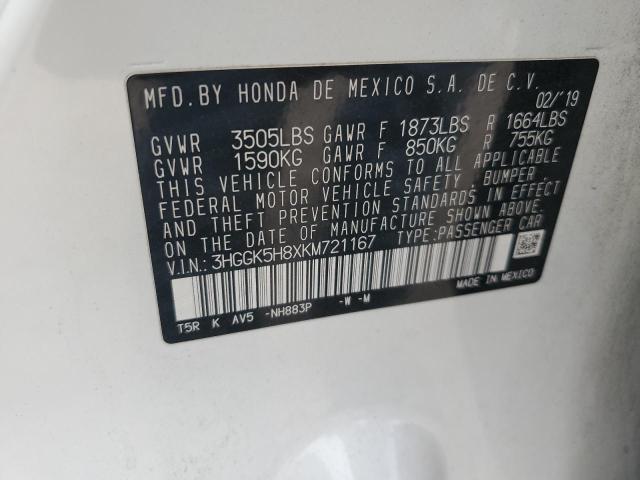 MFD. BY HONDA DE MEXICO S.A. DE C.V.
02/19
GVWR 3505LBS GAWR F 1873LBS R 1664LBS
GVWR 1590KG GAWR F 850KG R 755KG
THIS VEHICLE CONFORMS TO ALL APPLICABLE
FEDERAL MOTOR VEHICLE SAFETY, BUMPER,
AND THEFT PREVENTION STANDARDS IN EFFECT
ON THE DATE OF MANUFACTURE SHOWN ABOVE.
V.I.N.: 3HGGK5H8XKM721167 TYPE:PASSENGER CAR
T5R K AV5 -NH883P -W -M MADE IN MEXICO